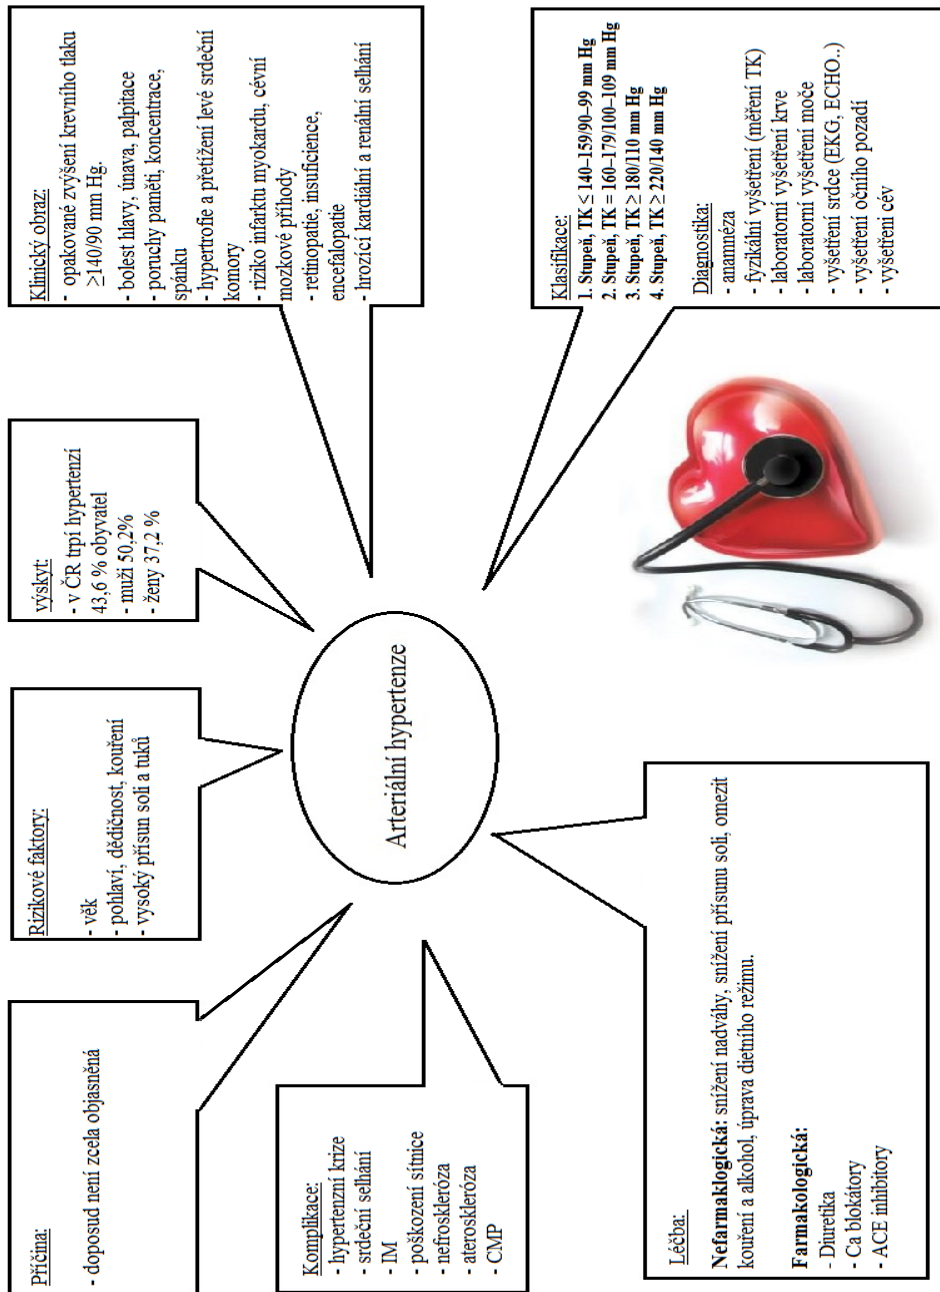 Příčina:
- doposud není zcela objasněná
Rizikové faktory:
- věk
- pohlaví, dědičnost, kouření
- vysoký přísun soli a tuků
výskyt:
- v ČR trpí hypertenzí
43,6 % obyvatel
- muži 50,2%
- ženy 37,2 %
Klinický obraz:
- opakované zvýšení krevního tlaku
≥140/90 mm Hg.
- bolest hlavy, únava, palpitace
- poruchy paměti, koncentrace,
spánku
- hypertrofie a přetížení levé srdeční
komory
- riziko infarktu myokardu, cévní
mozkové příhody
- retinopatie, insuficience,
encefalopatie
- hrozící kardiální a renální selhání
Komplikace:
- hypertenzní krize
- srdeční selhání
- IM
- poškození sítnice
- nefroskleróza
- ateroskleróza
- CMP
Arteriální hypertenze
Klasifikace:
1. Stupeň, TK ≤ 140–159/90–99 mm Hg
2. Stupeň, TK = 160–179/100–109 mm Hg
3. Stupeň, TK ≥ 180/110 mm Hg
4. Stupeň, TK ≥ 220/140 mm Hg
Diagnostika:
- anamnéza
- fyzikální vyšetření (měření TK)
- laboratorní vyšetření krve
- laboratorní vyšetření moče
- vyšetření srdce (EKG, ECHO..)
- vyšetření očního pozadí
- vyšetření cév
Léčba:
Nefarmaklogická: snížení nadváhy, snížení přísunu soli, omezit
kouření a alkohol, úprava dietního režimu.
Farmakologická:
- Diuretika
- Ca blokátory
- ACE inhibitory